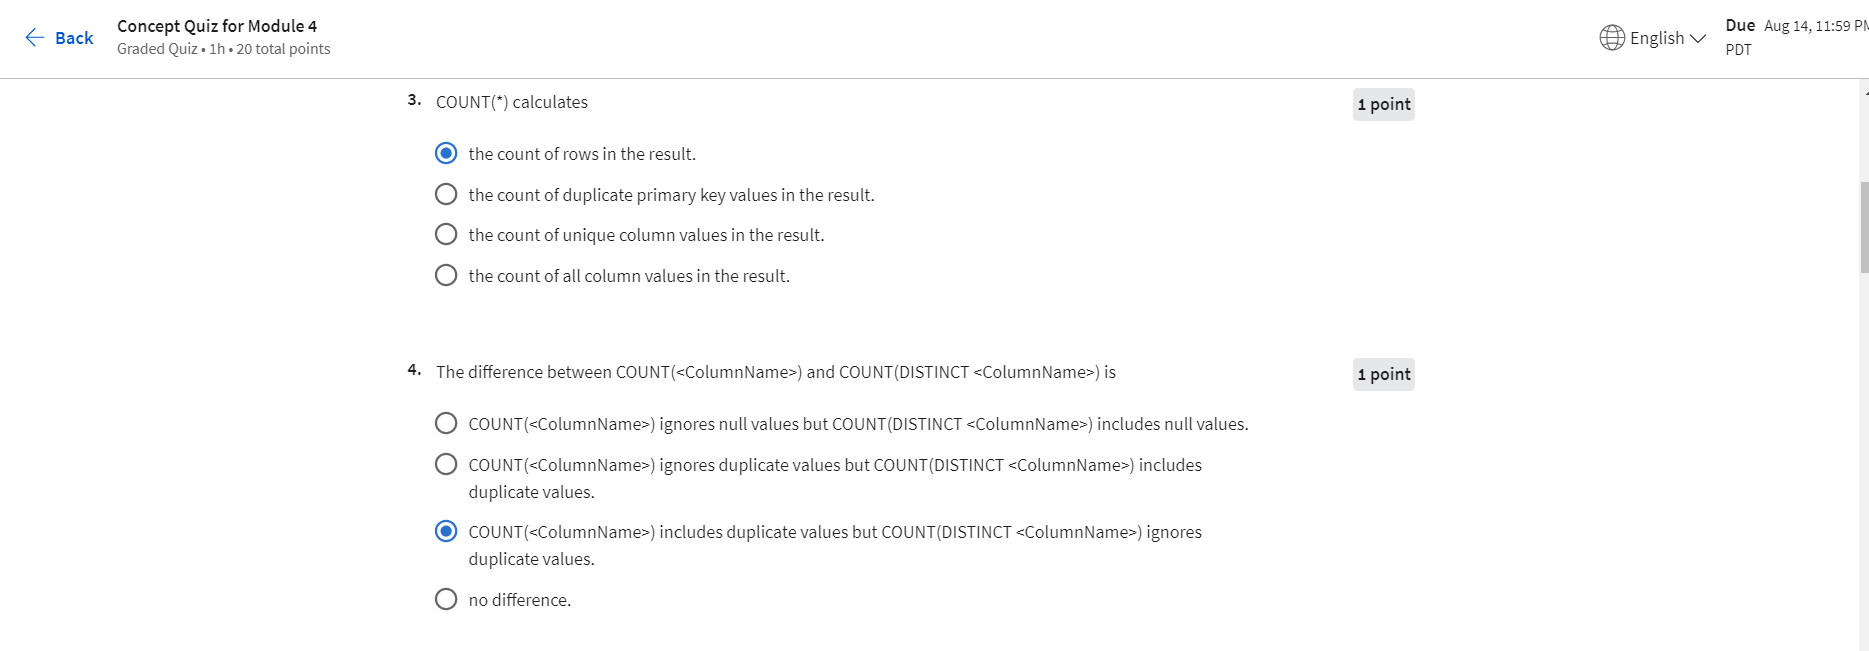 Back
Concept Quiz for Module 4
Graded Quiz • 1h • 20 total points
English
Due Aug 14, 11:59 PM
PDT
3. COUNT(*) calculates
1 point
the count of rows in the result.
the count of duplicate primary key values in the result.
the count of unique column values in the result.
the count of all column values in the result.
4. The difference between COUNT(<ColumnName>) and COUNT(DISTINCT <ColumnName>) is
1 point
COUNT(<ColumnName>) ignores null values but COUNT(DISTINCT <ColumnName>) includes null values.
COUNT(<ColumnName>) ignores duplicate values but COUNT(DISTINCT <ColumnName>) includes
duplicate values.
COUNT(<ColumnName>) includes duplicate values but COUNT(DISTINCT <ColumnName>) ignores
duplicate values.
no difference.